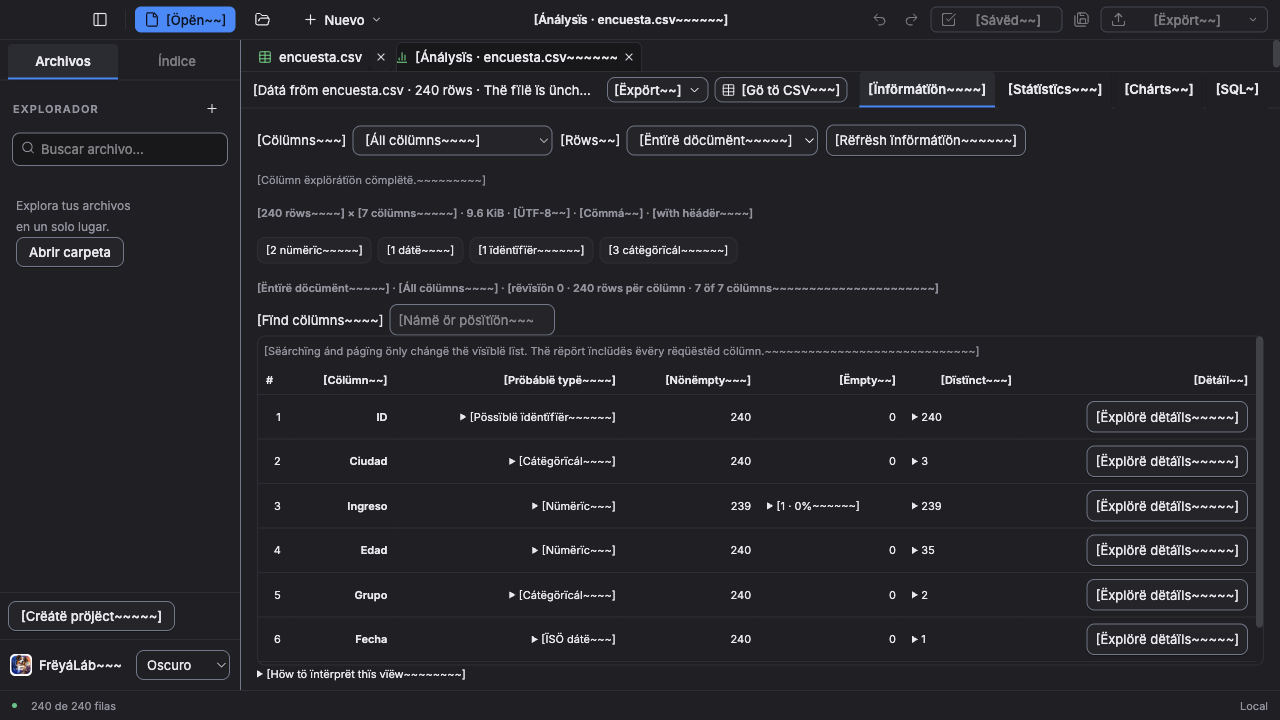 [Öpën~~]
Nuevo
[Ánálysïs · encuesta.csv~~~~~~]
[Sávëd~~]
[Ëxpört~~]
Archivos
Índice
encuesta.csv ×
[Ánálysïs · encuesta.csv~~~~~~ ×
[Dátá fröm encuesta.csv · 240 röws · Thë fïlë ïs ünch...
[Ëxpört~~]
[Gö tö CSV~~~]
[Ïnförmátïön~~~~]
[Státïstïcs~~~]
[Chárts~~]
[SQL~]
EXPLORADOR +
Buscar archivo...
Explora tus archivos
en un solo lugar.
Abrir carpeta
[Cölümns~~~] [Áll cölümns~~~~] [Röws~~] [Ëntïrë döcümënt~~~~~] [Rëfrësh ïnförmátïön~~~~~~]
[Cölümn ëxplörátïön cömplëtë.~~~~~~~~~]
[240 röws~~~~] × [7 cölümns~~~~~] · 9.6 KiB · [ÜTF-8~~] · [Cömmá~~] · [wïth hëádër~~~~]
[2 nümërïc~~~~~] [1 dátë~~~~] [1 ïdëntïfïër~~~~~~] [3 cátëgörïcál~~~~~~]
[Ëntïrë döcümënt~~~~~] · [Áll cölümns~~~~] · [rëvïsïön 0 · 240 röws për cölümn · 7 öf 7 cölümns~~~~~~~~~~~~~~~~~~~~~~]
[Fïnd cölümns~~~~] [Námë ör pösïtïön~~~
[Sëárchïng ánd págïng önly chángë thë vïsïblë lïst. Thë rëpört ïnclüdës ëvëry rëqüëstëd cölümn.~~~~~~~~~~~~~~~~~~~~~~~~~~~~~]
# [Cölümn~~] [Pröbáblë typë~~~~] [Nönëmpty~~~] [Ëmpty~~] [Dïstïnct~~~] [Dëtáïl~~]
1 ID [Pössïblë ïdëntïfïër~~~~~~] 240 0 240 [Ëxplörë dëtáïls~~~~~]
2 Ciudad [Cátëgörïcál~~~~] 240 0 3 [Ëxplörë dëtáïls~~~~~]
3 Ingreso [Nümërïc~~~] 239 [1 · 0%~~~~~~] 239 [Ëxplörë dëtáïls~~~~~]
4 Edad [Nümërïc~~~] 240 0 35 [Ëxplörë dëtáïls~~~~~]
5 Grupo [Cátëgörïcál~~~~] 240 0 2 [Ëxplörë dëtáïls~~~~~]
6 Fecha [ÏSÖ dátë~~~] 240 0 1 [Ëxplörë dëtáïls~~~~~]
[Höw tö ïntërprët thïs vïëw~~~~~~~~]
[Crëátë pröjëct~~~~~]
FrëyáLáb~~~
Oscuro
240 de 240 filas
Local